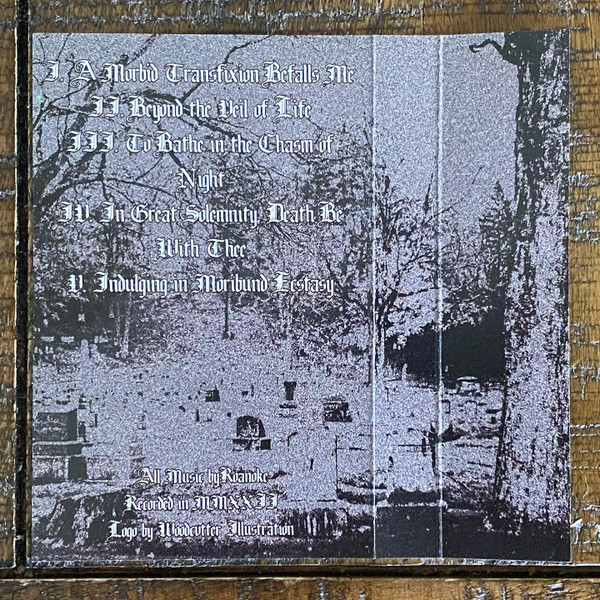 I. A Morbid Transfixion Befalls Me
II. Beyond the Veil of Life
III. To Bathe in the Chasm of
Night
IV. In Great Solemnity, Death Be
With Thee
V. Indulging in Moribund Ecstasy
All Music by Roanoke
Recorded in MMXXII
Logo by Woodcutter Illustration